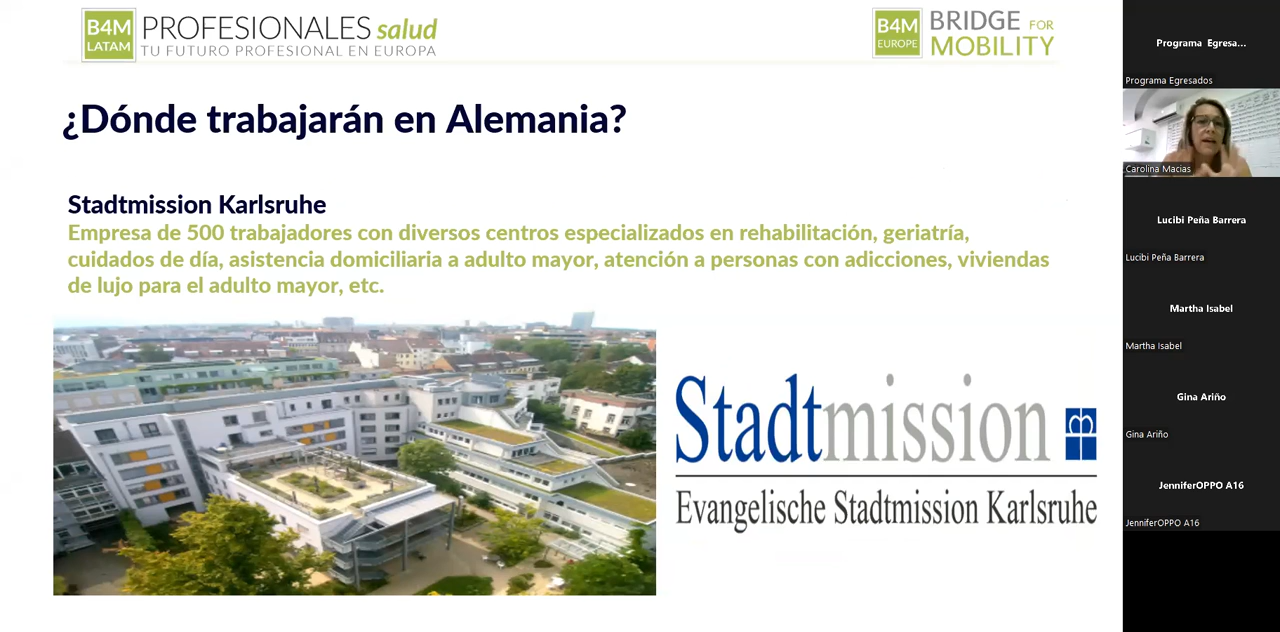 B4M
LATAM
PROFESIONALES salud
TU FUTURO PROFESIONAL EN EUROPA
B4M
EUROPE
BRIDGE FOR
MOBILITY
¿Dónde trabajarán en Alemania?
Stadtmission Karlsruhe
Empresa de 500 trabajadores con diversos centros especializados en rehabilitación, geriatría,
cuidados de día, asistencia domiciliaria a adulto mayor, atención a personas con adicciones, viviendas
de lujo para el adulto mayor, etc.
Stadtmission
Evangelische Stadtmission Karlsruhe
Programa Egresa...
Programa Egresados
Carolina Macias
Lucibi Peña Barrera
Lucibi Peña Barrera
Martha Isabel
Martha Isabel
Gina Ariño
Gina Ariño
JenniferOPPO A16
JenniferOPPO A16